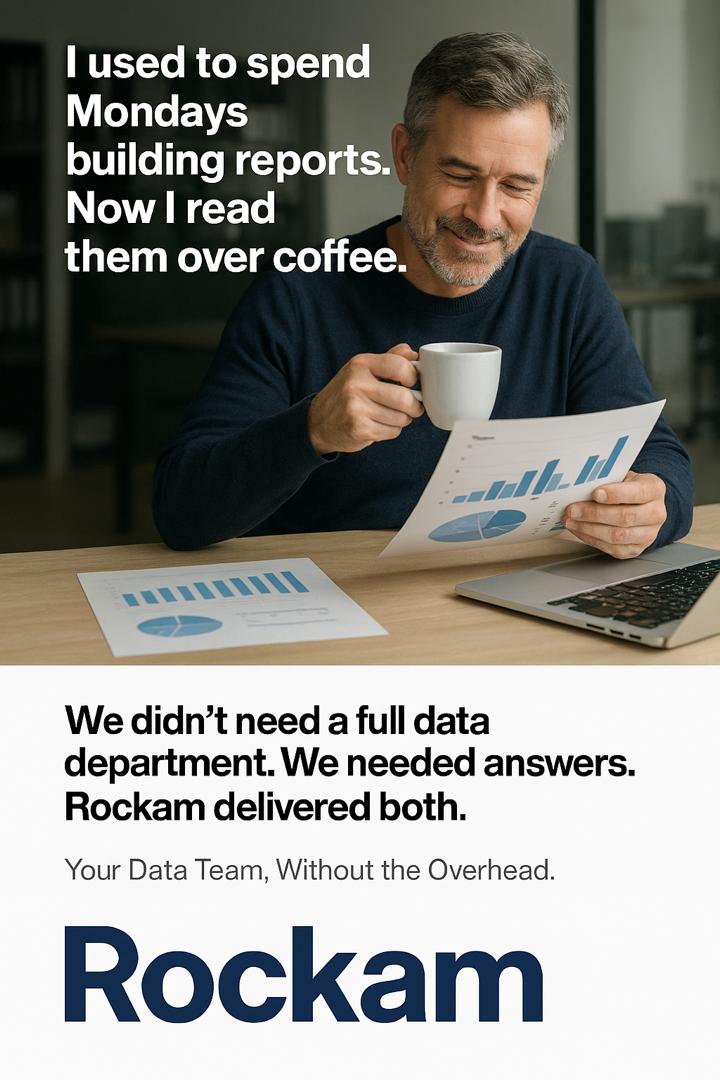 I used to spend
Mondays
building reports.
Now I read
them over coffee.
We didn’t need a full data
department. We needed answers.
Rockam delivered both.
Your Data Team, Without the Overhead.
Rockam